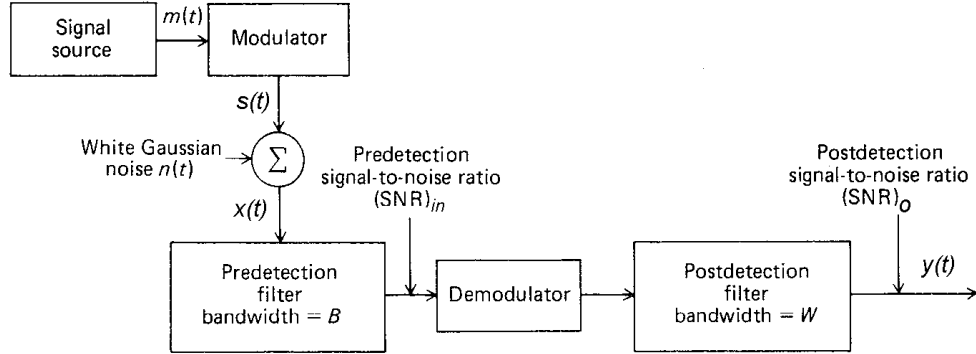 Signal
source
m(t)
Modulator
s(t)
White Gaussian
noise n(t)
Σ
x(t)
Predetection
signal-to-noise ratio
(SNR)in
Postdetection
signal-to-noise ratio
(SNR)o
Predetection
filter
bandwidth = B
Demodulator
Postdetection
filter
bandwidth = W
y(t)